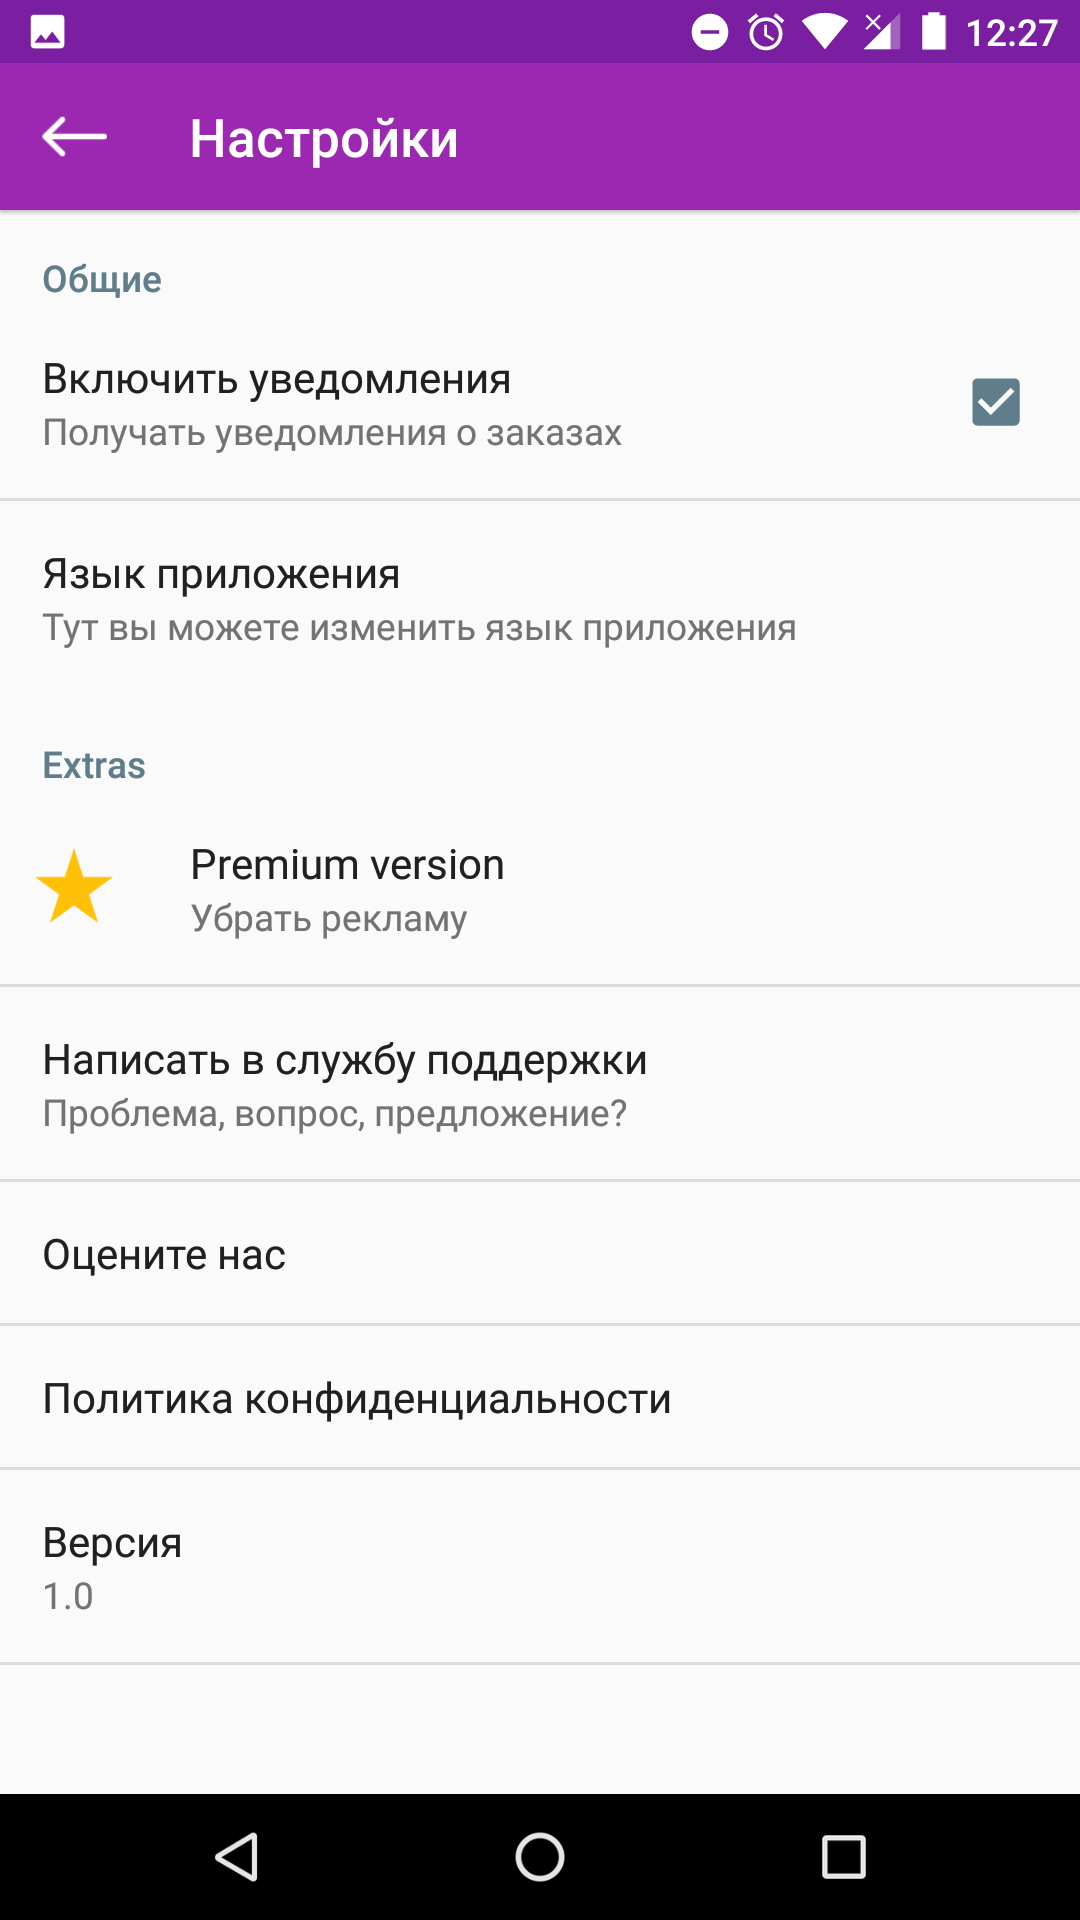 12:27
Настройки
Общие
Включить уведомления
Получать уведомления о заказах
Язык приложения
Тут вы можете изменить язык приложения
Extras
Premium version
Убрать рекламу
Написать в службу поддержки
Проблема, вопрос, предложение?
Оцените нас
Политика конфиденциальности
Версия
1.0